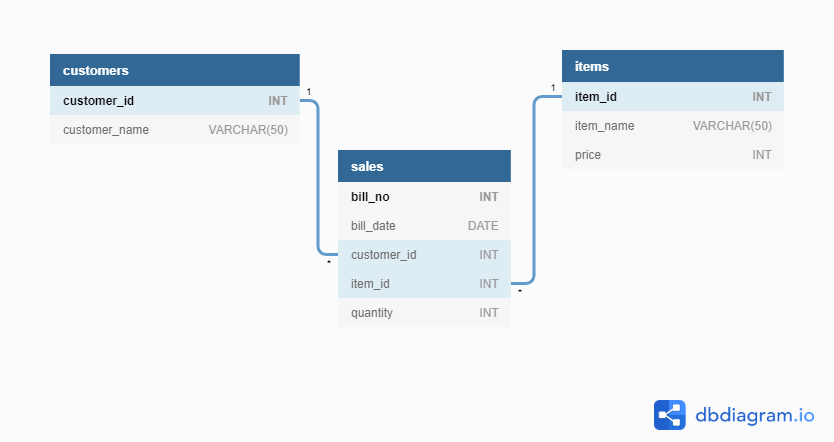 customers
customer_id INT
customer_name VARCHAR(50)
1
*
sales
bill_no INT
bill_date DATE
customer_id INT
item_id INT
quantity INT
1
*
items
item_id INT
item_name VARCHAR(50)
price INT
dbdiagram.io